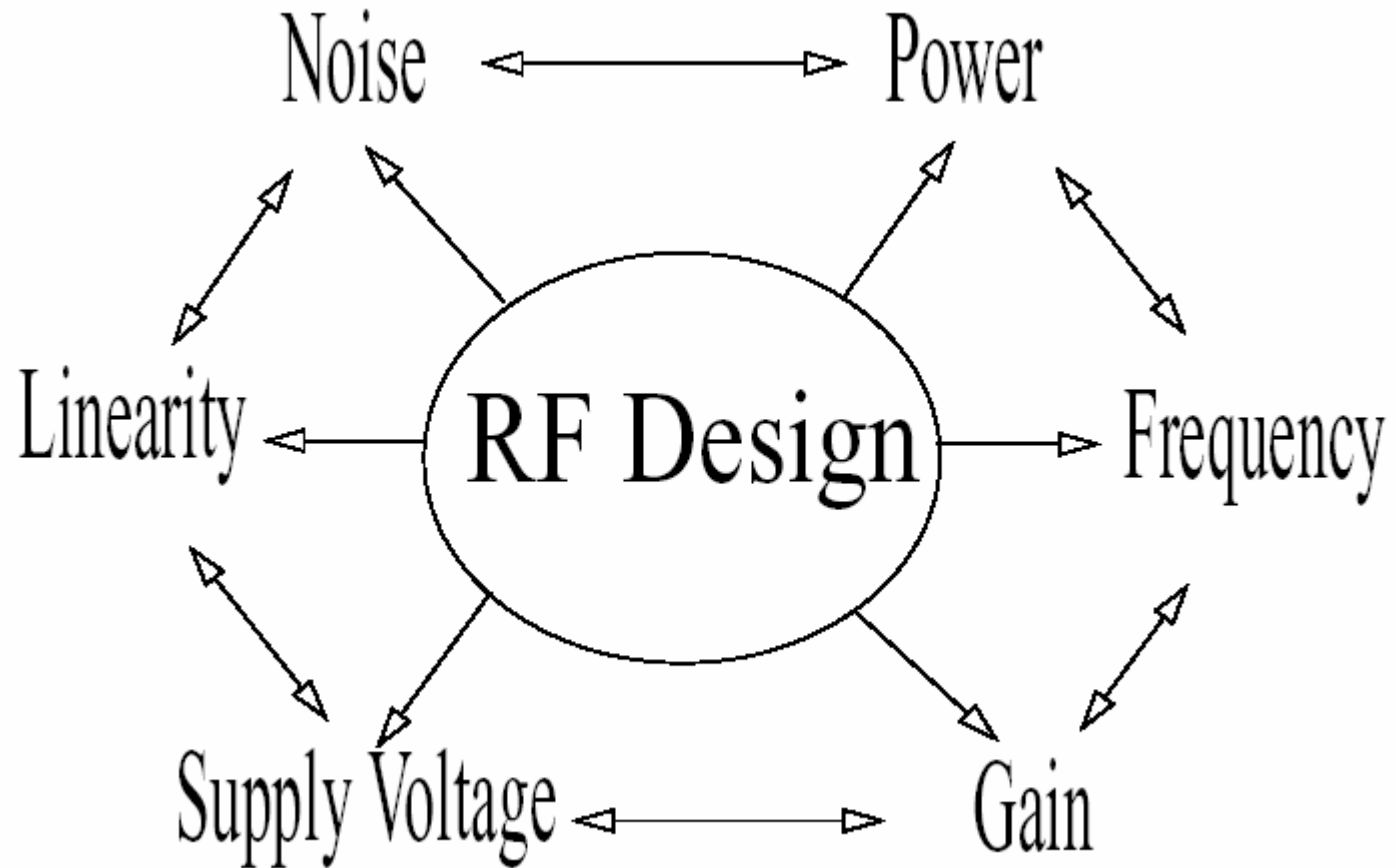 Noise
Power
Linearity
RF Design
Frequency
Supply Voltage
Gain